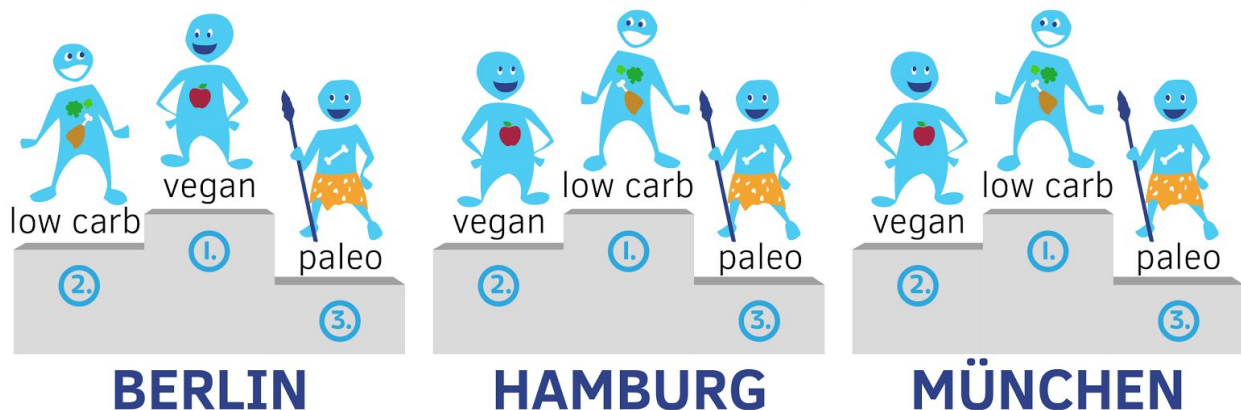 vegan
low carb
1.
2.
paleo
3.
BERLIN
low carb
vegan
1.
2.
paleo
3.
HAMBURG
low carb
vegan
1.
2.
paleo
3.
MÜNCHEN